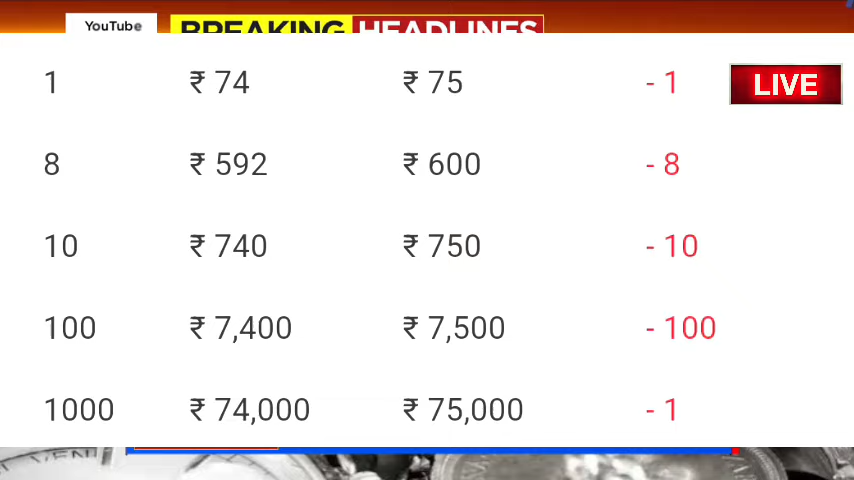 YouTube
BREAKING HEADLINES
1 ₹ 74 ₹ 75 - 1
LIVE
8 ₹ 592 ₹ 600 - 8
10 ₹ 740 ₹ 750 - 10
100 ₹ 7,400 ₹ 7,500 - 100
1000 ₹ 74,000 ₹ 75,000 - 1